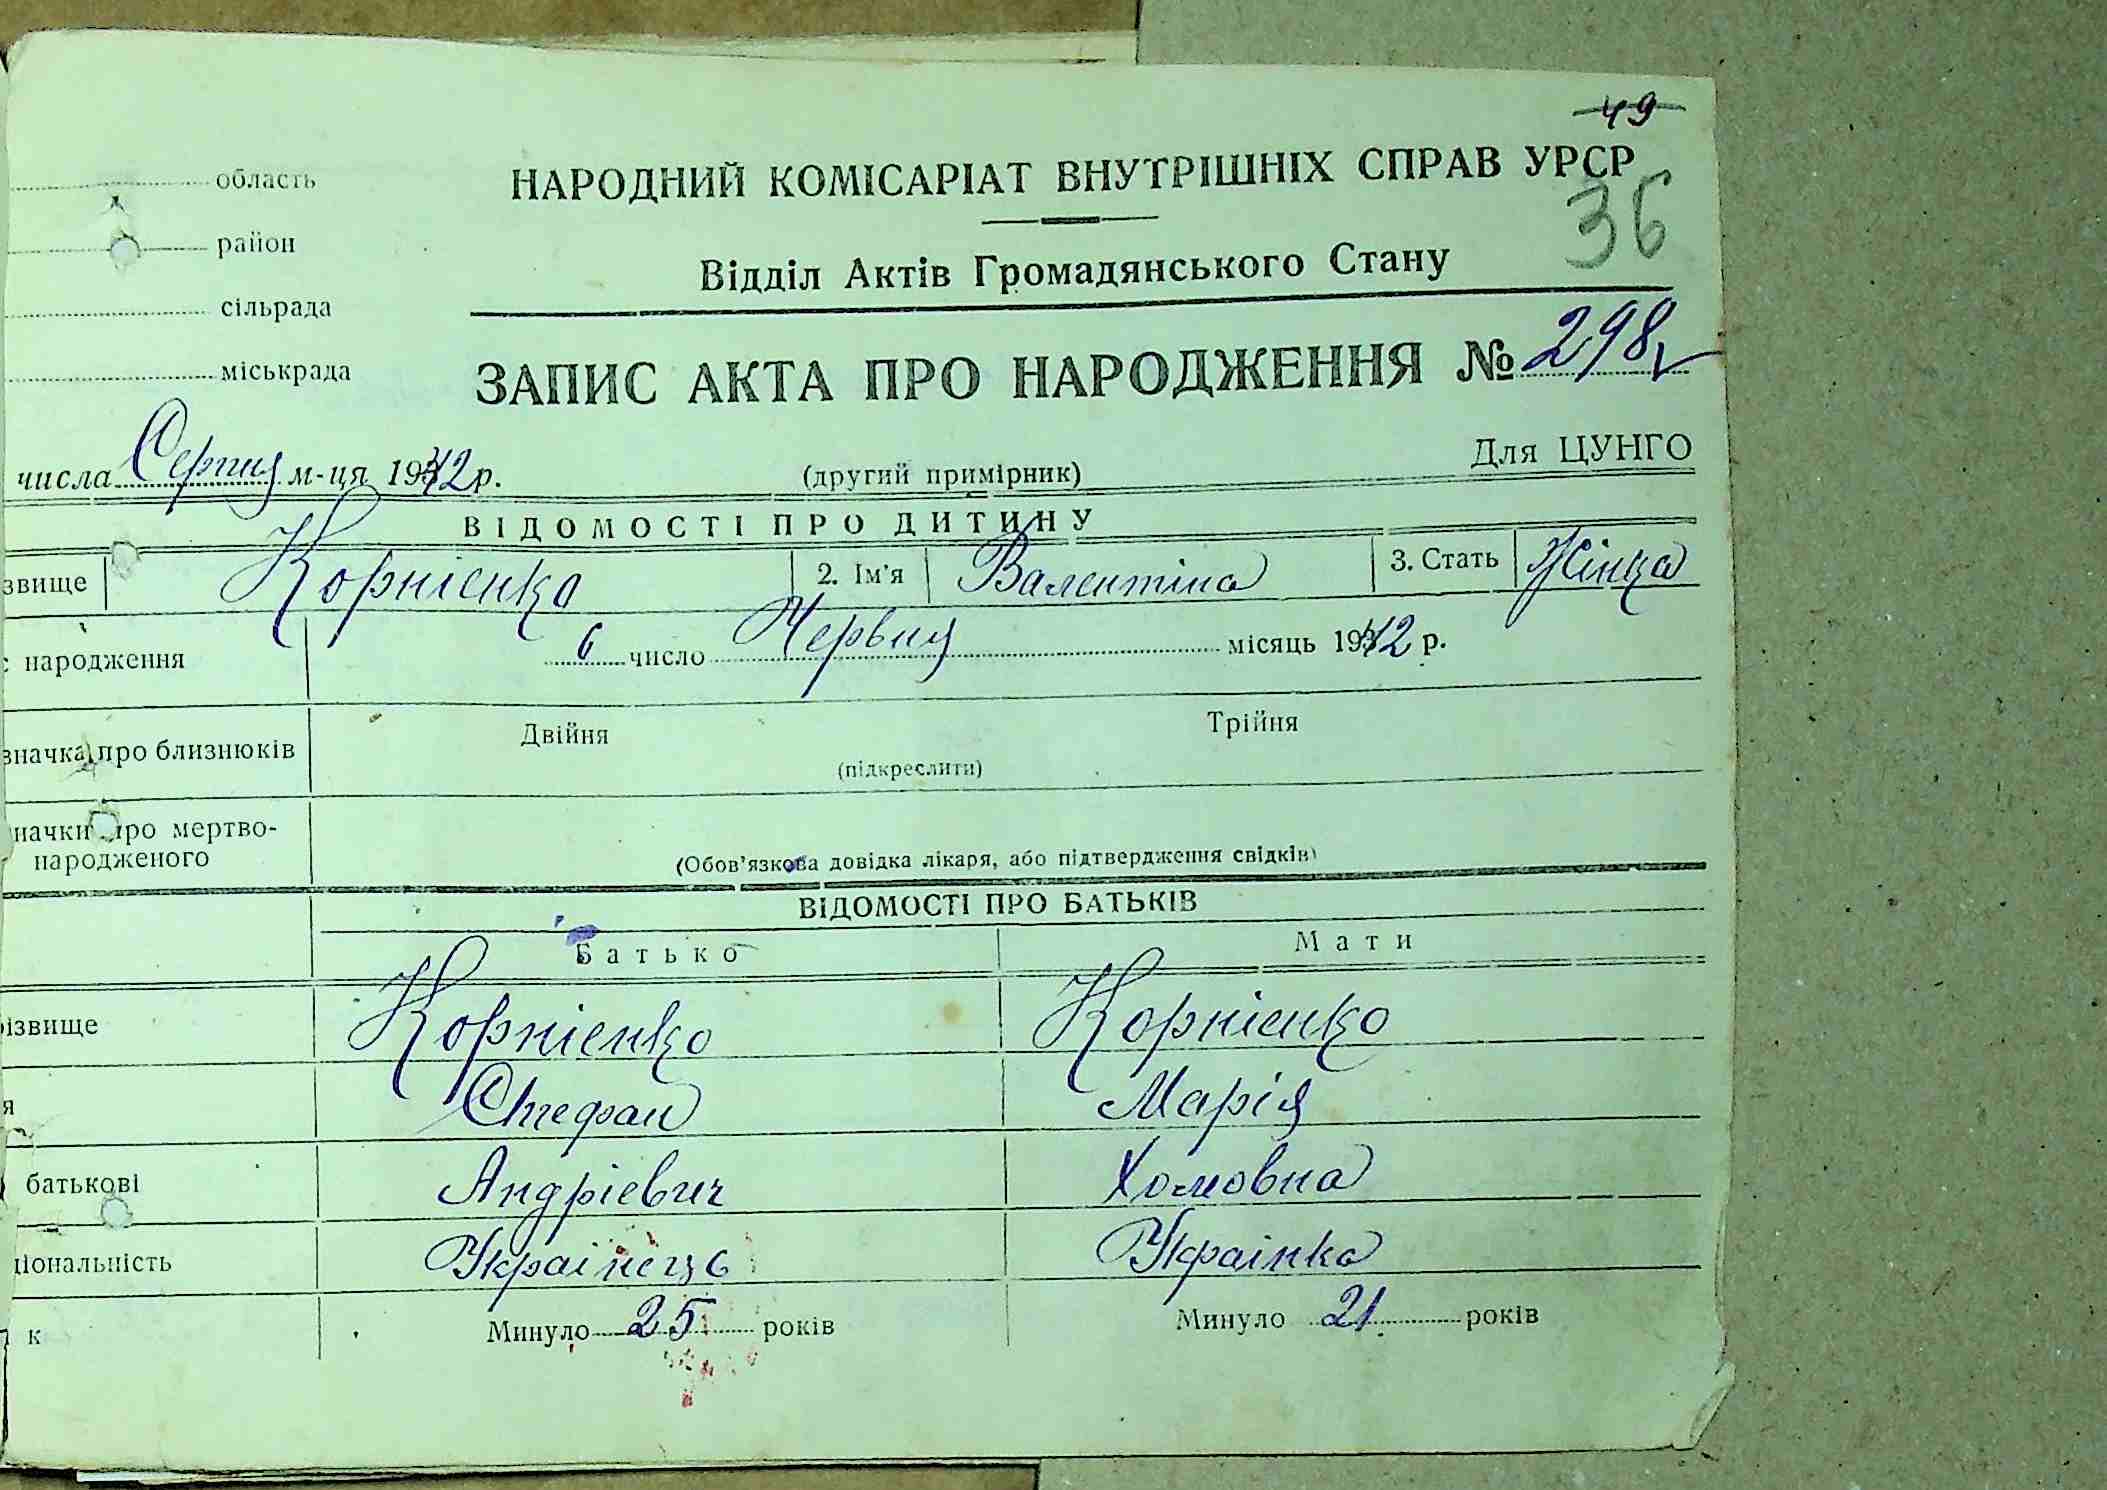 49
область
НАРОДНИЙ КОМІСАРІАТ ВНУТРІШНІХ СПРАВ УРСР
36
район
Відділ Актів Громадянського Стану
сільрада
ЗАПИС АКТА ПРО НАРОДЖЕННЯ № 298
міськрада
числа Серпня м-ця 1942 р.
(другий примірник)
Для ЦУНГО
ВІДОМОСТІ ПРО ДИТИНУ
звище Корнієнко 2. Ім'я Валентіна 3. Стать Жінка
с народження 6 число Червня місяць 1942 р.
значка про близнюків Двійня Трійня
(підкреслити)
начки про мертво-
народженого
(Обов'язкова довідка лікаря, або підтвердження свідків)
ВІДОМОСТІ ПРО БАТЬКІВ
Батько Мати
ізвище Корнієнко Корнієнко
я Стефан Марія
батькові Андрієвич Хомовна
ціональність Українець Українка
к Минуло 25 років Минуло 21 років